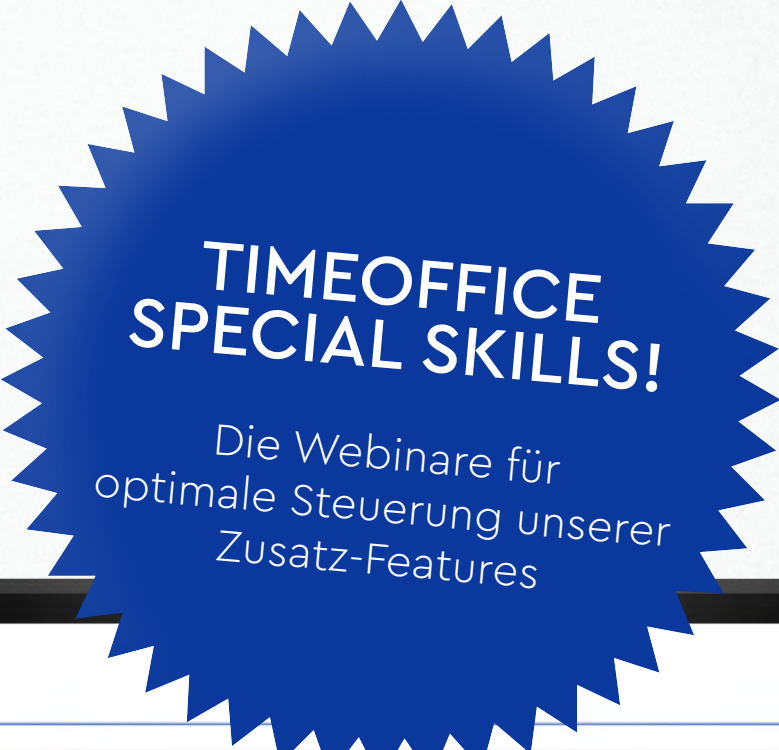 TIMEOFFICE
SPECIAL SKILLS!
Die Webinare für
optimale Steuerung unserer
Zusatz-Features